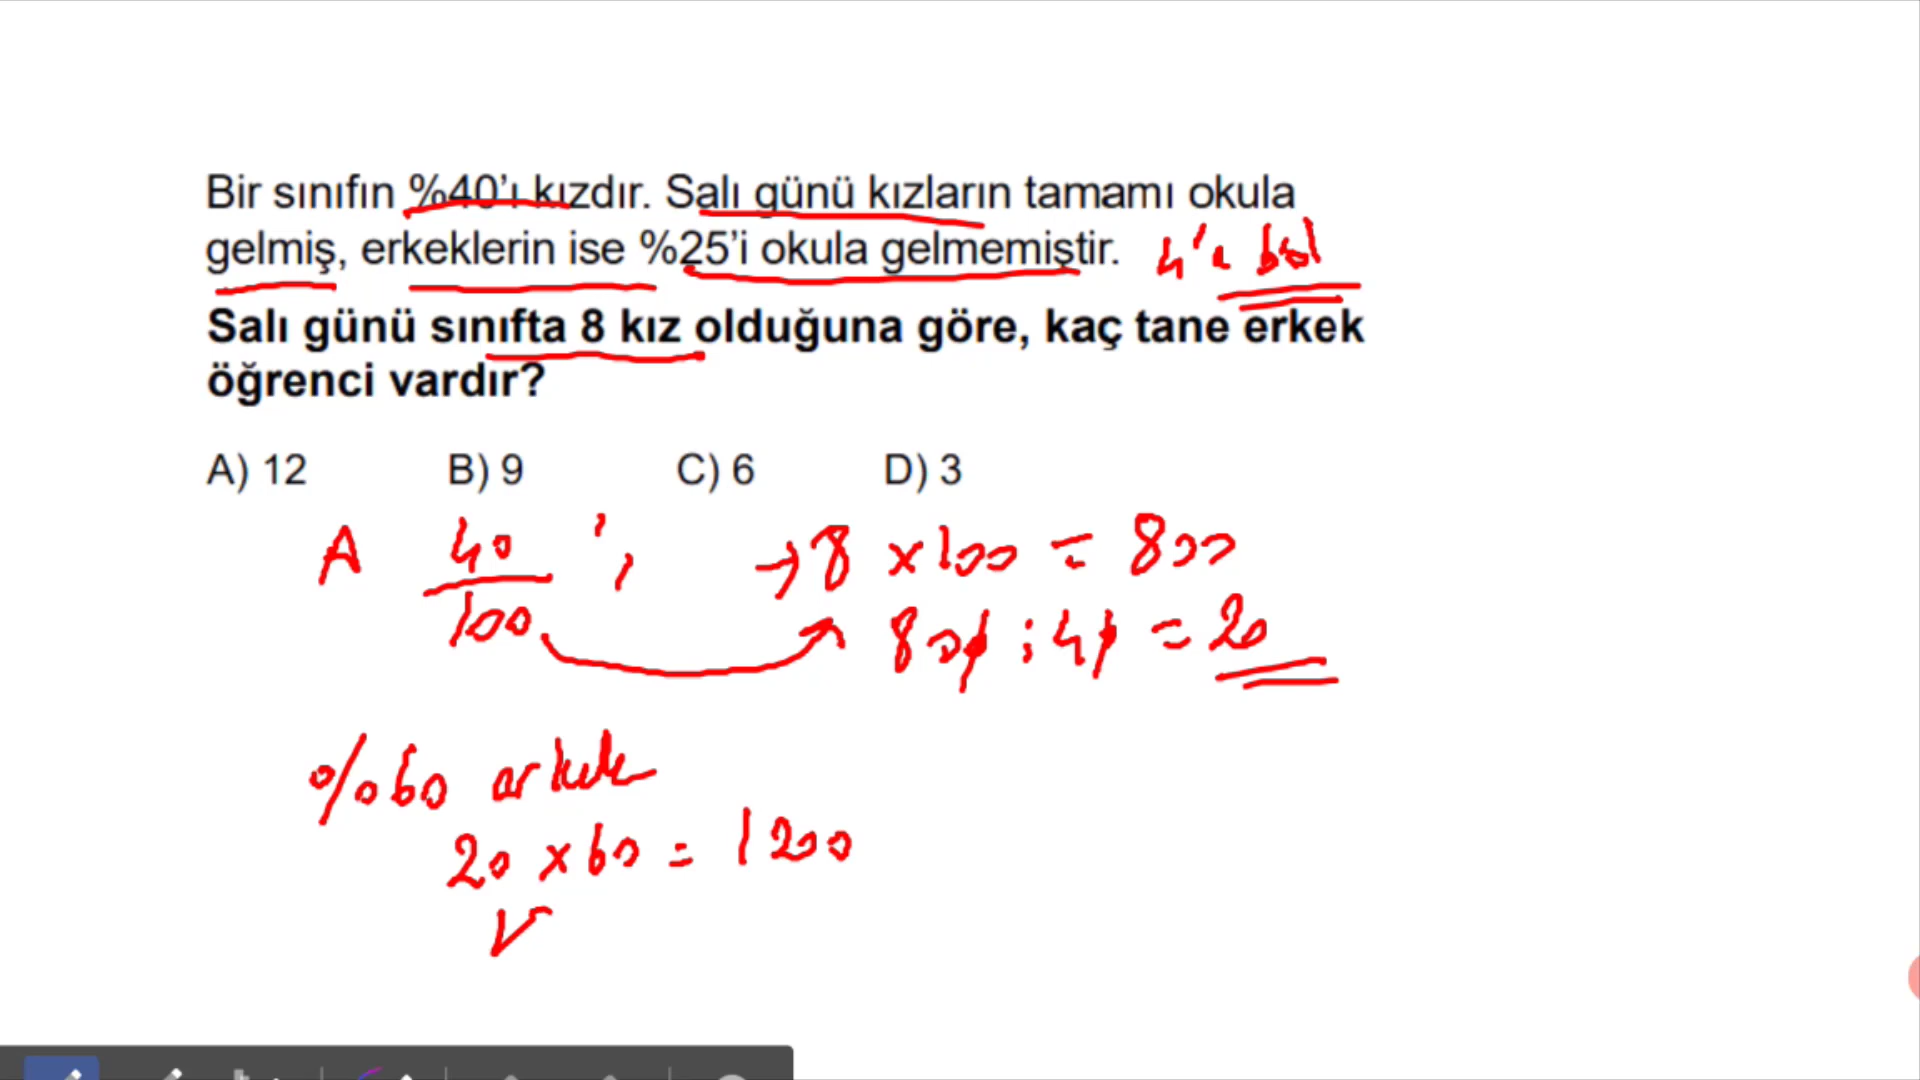 Bir sınıfın %40'ı kızdır. Salı günü kızların tamamı okula
gelmiş, erkeklerin ise %25'i okula gelmemiştir. 4'e böl
Salı günü sınıfta 8 kız olduğuna göre, kaç tane erkek
öğrenci vardır?
A) 12 B) 9 C) 6 D) 3
A 40/100 → 8 x 100 = 800
800 : 40 = 20
%60 erkek
20 x 60 = 1200